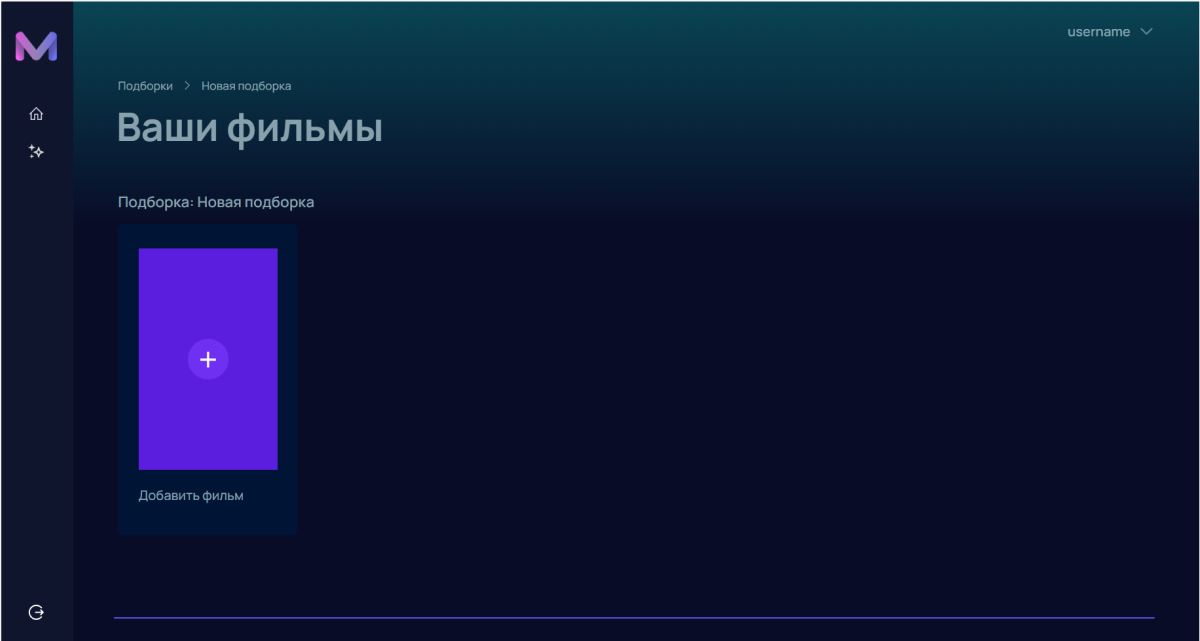 username
Подборки > Новая подборка
Ваши фильмы
Подборка: Новая подборка
Добавить фильм